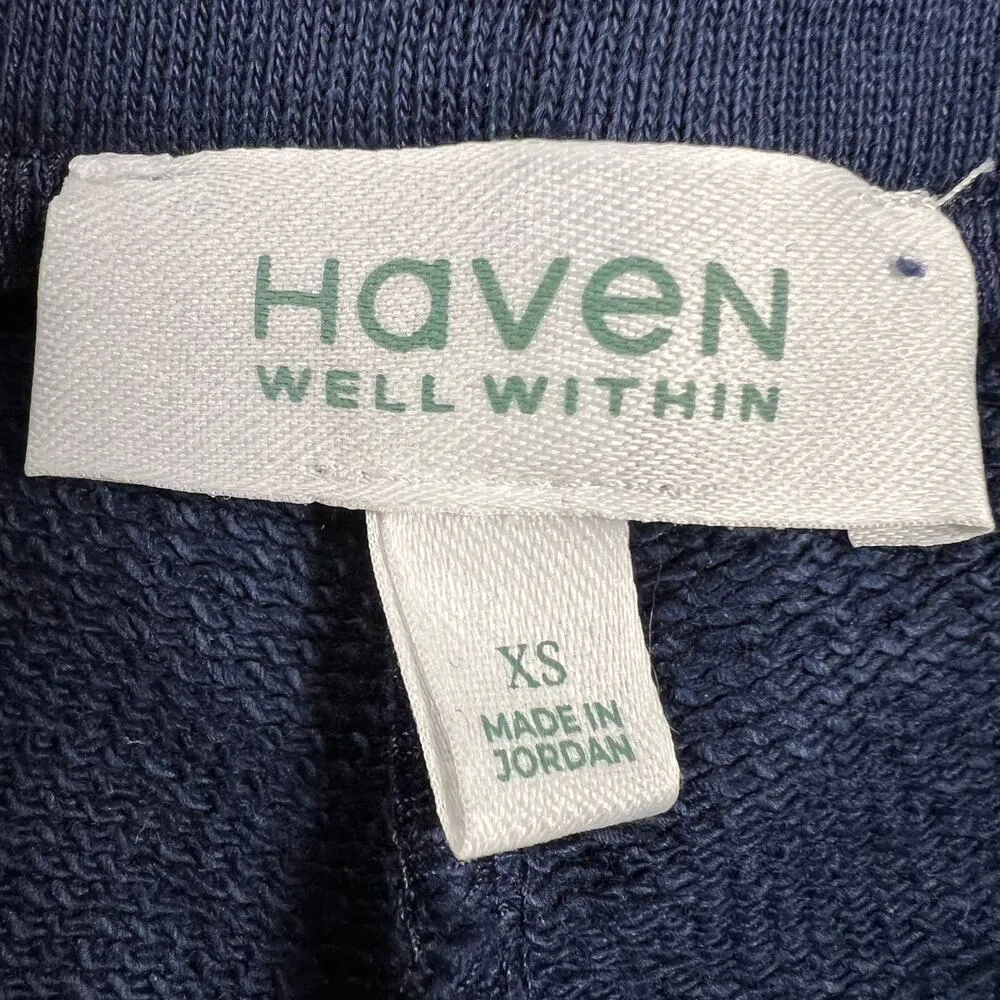 HaveN
WELL WITHIN
XS
MADE IN
JORDAN